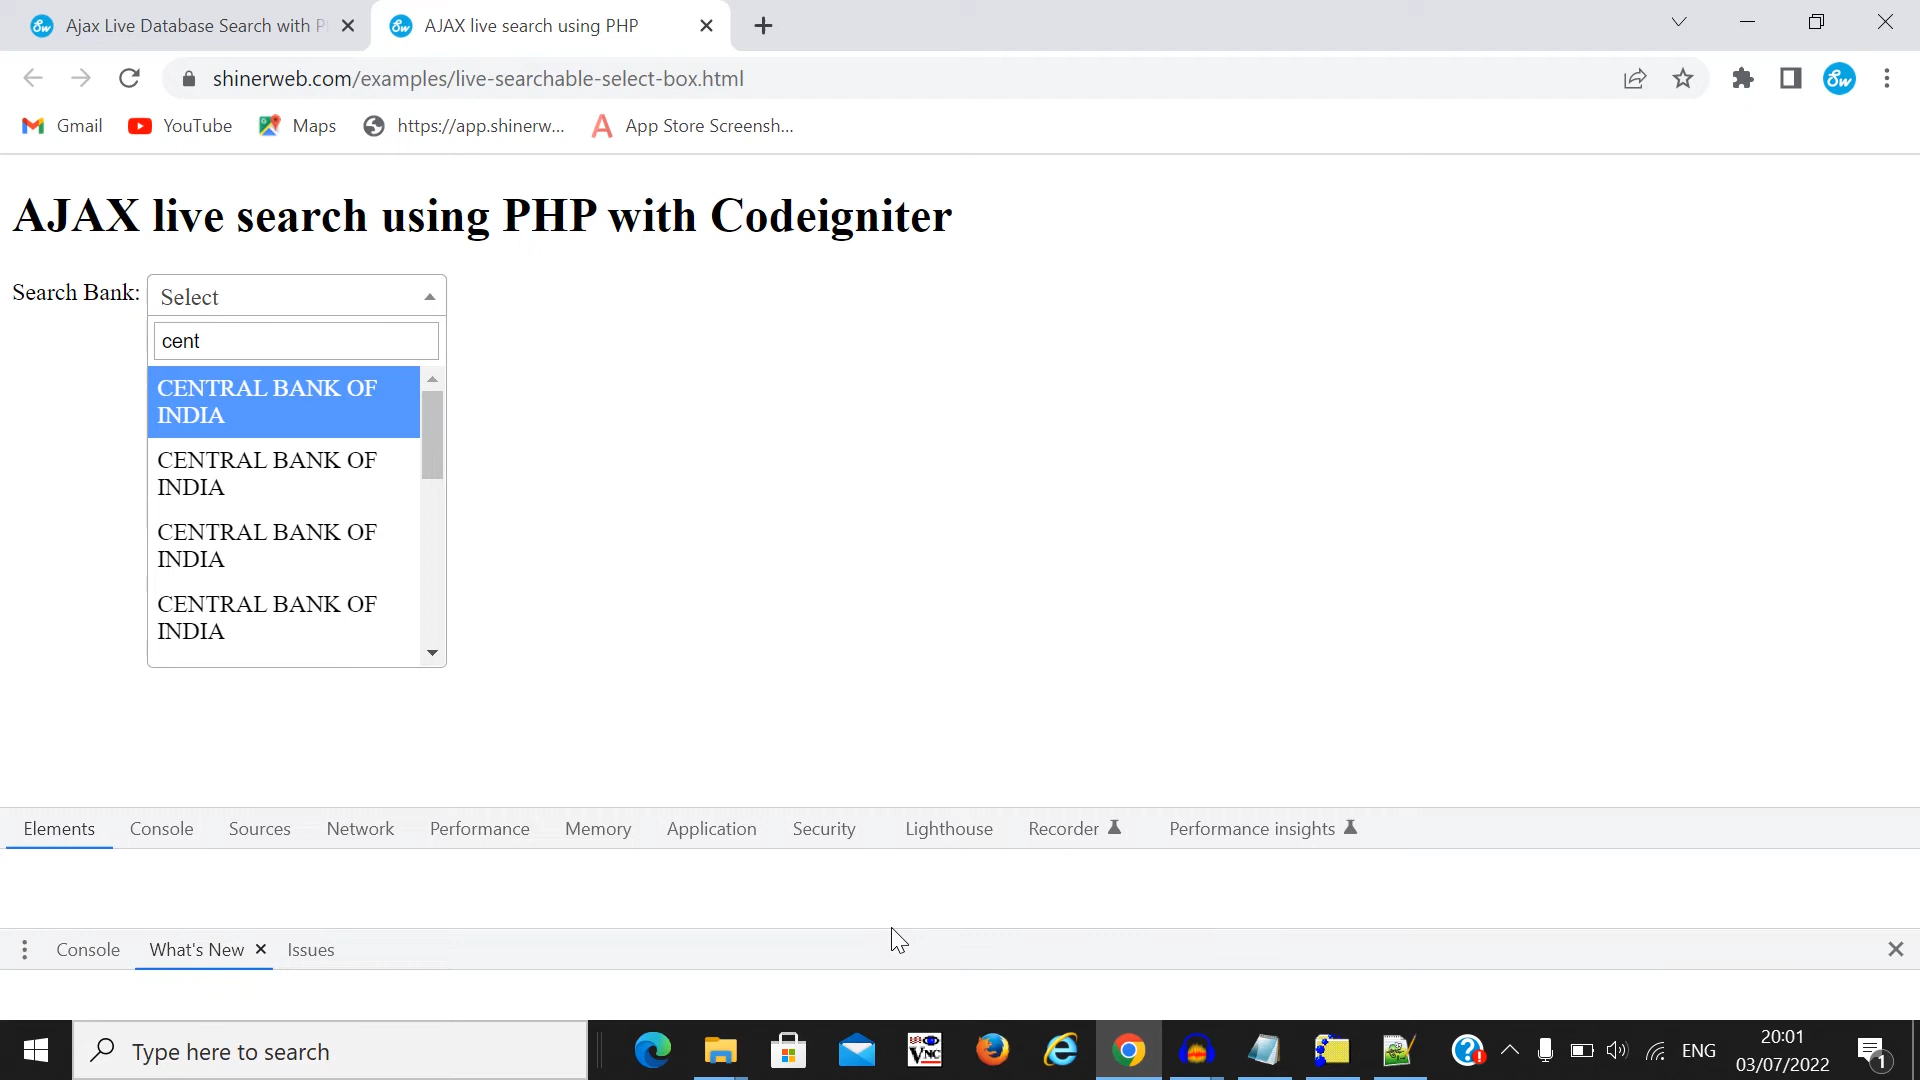 Ajax Live Database Search with P
AJAX live search using PHP
shinerweb.com/examples/live-searchable-select-box.html
Gmail
YouTube
Maps
https://app.shinerw...
App Store Screensh...
AJAX live search using PHP with Codeigniter
Search Bank:
Select
cent
CENTRAL BANK OF
INDIA
CENTRAL BANK OF
INDIA
CENTRAL BANK OF
INDIA
CENTRAL BANK OF
INDIA
Elements
Console
Sources
Network
Performance
Memory
Application
Security
Lighthouse
Recorder
Performance insights
Console
What's New
Issues
Type here to search
ENG
20:01
03/07/2022
1